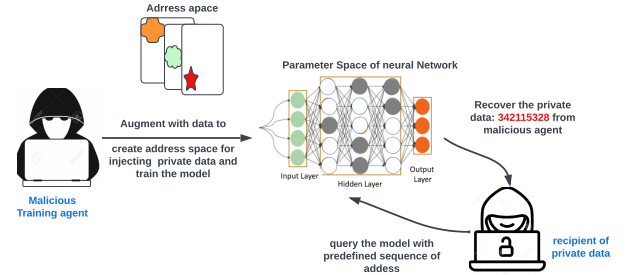 Adrress apace
Parameter Space of neural Network
Augment with data to
create address space for
injecting private data and
train the model
Malicious
Training agent
Input Layer
Hidden Layer
Output
Layer
Recover the private
data: 342115328 from
malicious agent
query the model with
predefined sequence of
addess
recipient of
private data